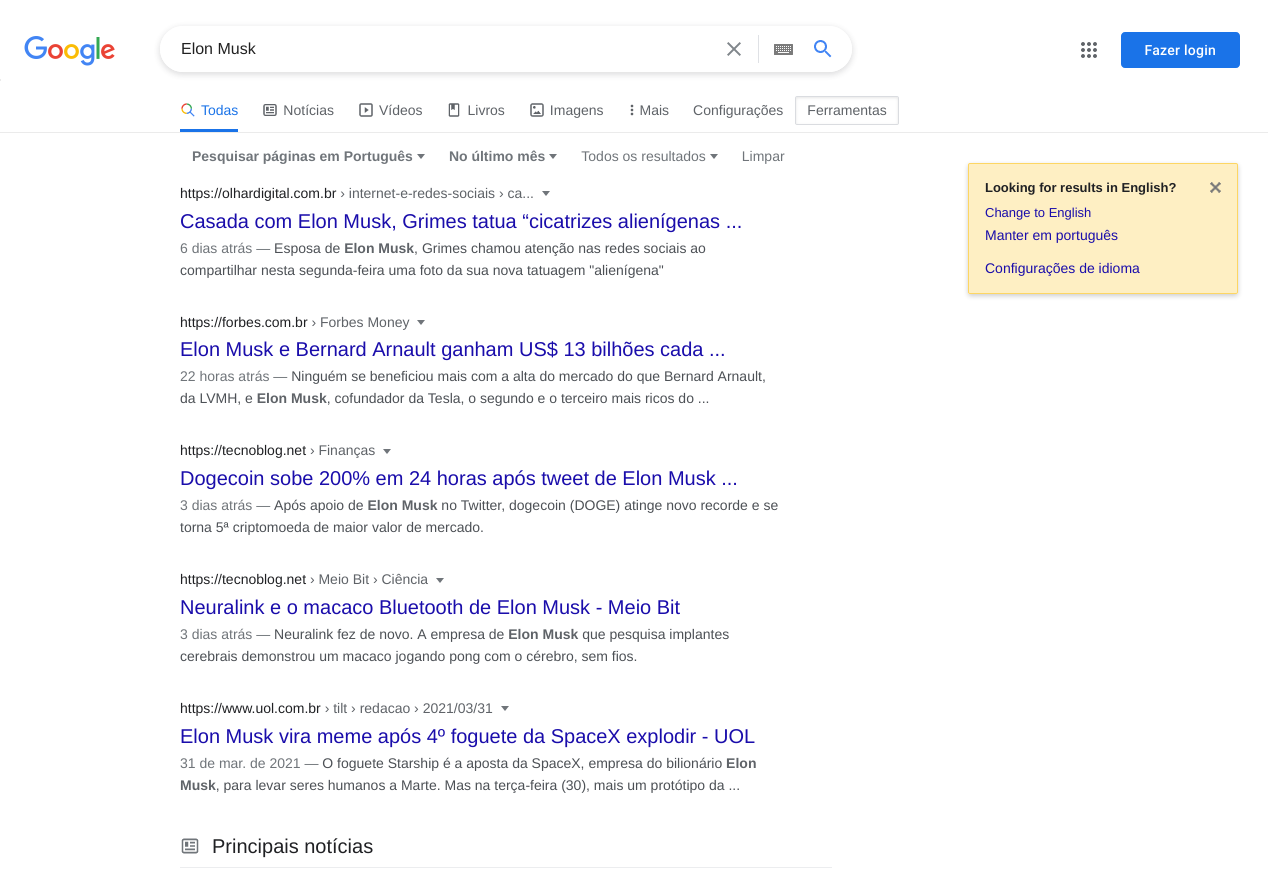 Google
Elon Musk
Fazer login
Todas
Notícias
Vídeos
Livros
Imagens
Mais
Configurações
Ferramentas
Pesquisar páginas em Português
No último mês
Todos os resultados
Limpar
https://olhardigital.com.br › internet-e-redes-sociais › ca...
Casada com Elon Musk, Grimes tatua “cicatrizes alienígenas ...
6 dias atrás — Esposa de Elon Musk, Grimes chamou atenção nas redes sociais ao
compartilhar nesta segunda-feira uma foto da sua nova tatuagem "alienígena"
https://forbes.com.br › Forbes Money
Elon Musk e Bernard Arnault ganham US$ 13 bilhões cada ...
22 horas atrás — Ninguém se beneficiou mais com a alta do mercado do que Bernard Arnault,
da LVMH, e Elon Musk, cofundador da Tesla, o segundo e o terceiro mais ricos do ...
https://tecnoblog.net › Finanças
Dogecoin sobe 200% em 24 horas após tweet de Elon Musk ...
3 dias atrás — Após apoio de Elon Musk no Twitter, dogecoin (DOGE) atinge novo recorde e se
torna 5ª criptomoeda de maior valor de mercado.
https://tecnoblog.net › Meio Bit › Ciência
Neuralink e o macaco Bluetooth de Elon Musk - Meio Bit
3 dias atrás — Neuralink fez de novo. A empresa de Elon Musk que pesquisa implantes
cerebrais demonstrou um macaco jogando pong com o cérebro, sem fios.
https://www.uol.com.br › tilt › redacao › 2021/03/31
Elon Musk vira meme após 4º foguete da SpaceX explodir - UOL
31 de mar. de 2021 — O foguete Starship é a aposta da SpaceX, empresa do bilionário Elon
Musk, para levar seres humanos a Marte. Mas na terça-feira (30), mais um protótipo da ...
Principais notícias
Looking for results in English?
Change to English
Manter em português
Configurações de idioma